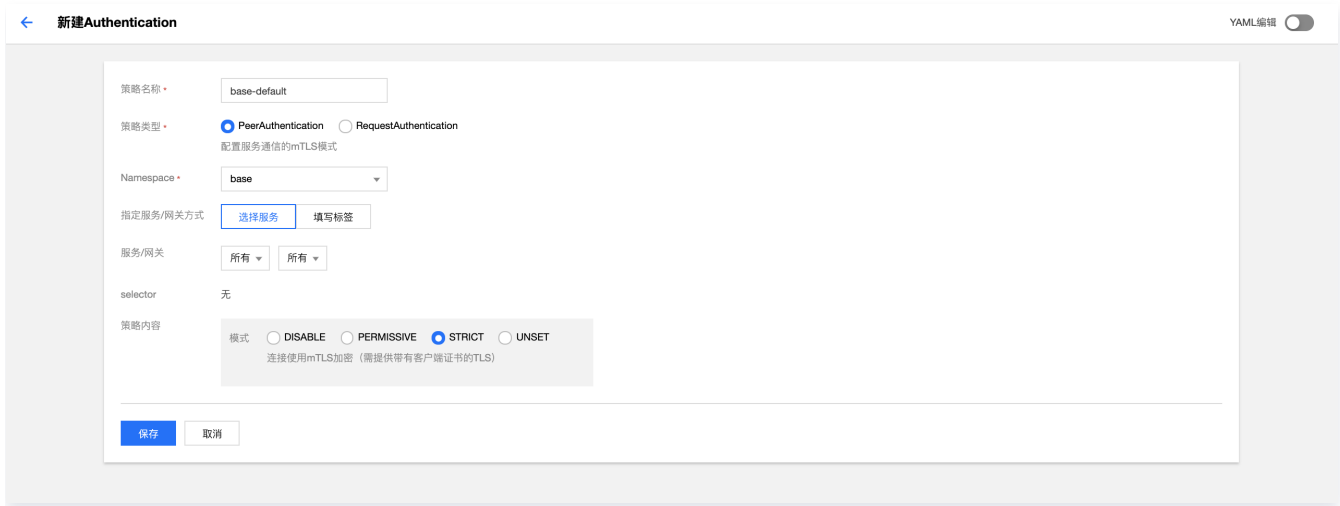 新建Authentication
YAML编辑
策略名称 •
base-default
策略类型 •
PeerAuthentication RequestAuthentication
配置服务通信的mTLS模式
Namespace •
base
指定服务/网关方式
选择服务 填写标签
服务/网关
所有 所有
selector
无
策略内容
模式 DISABLE PERMISSIVE STRICT UNSET
连接使用mTLS加密（需提供带有客户端证书的TLS）
保存 取消